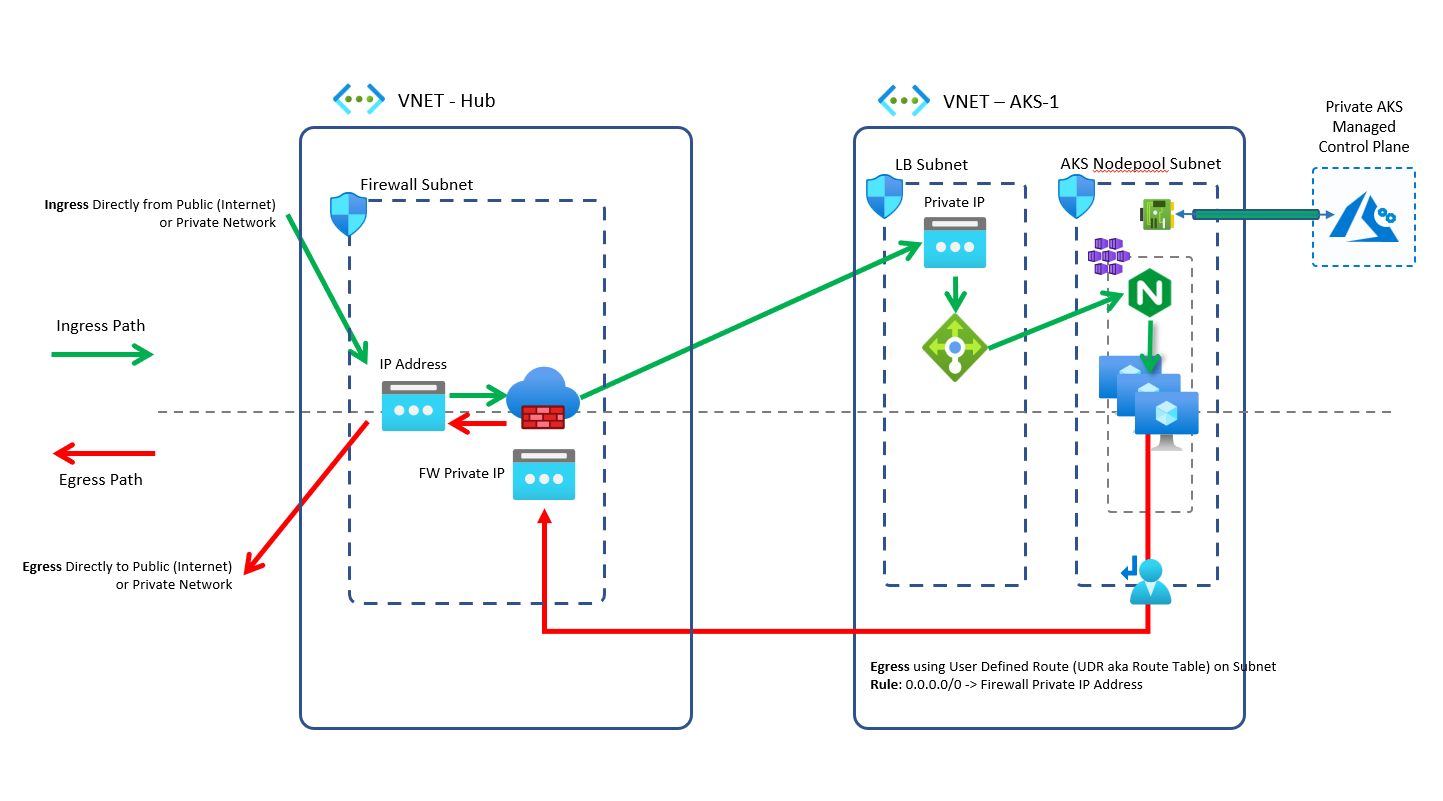 VNET - Hub
VNET – AKS-1
Private AKS
Managed
Control Plane
Firewall Subnet
LB Subnet
AKS Nodepool Subnet
Private IP
Ingress Directly from Public (Internet)
or Private Network
Ingress Path
IP Address
FW Private IP
Egress Path
Egress Directly to Public (Internet)
or Private Network
Egress using User Defined Route (UDR aka Route Table) on Subnet
Rule: 0.0.0.0/0 -> Firewall Private IP Address
N